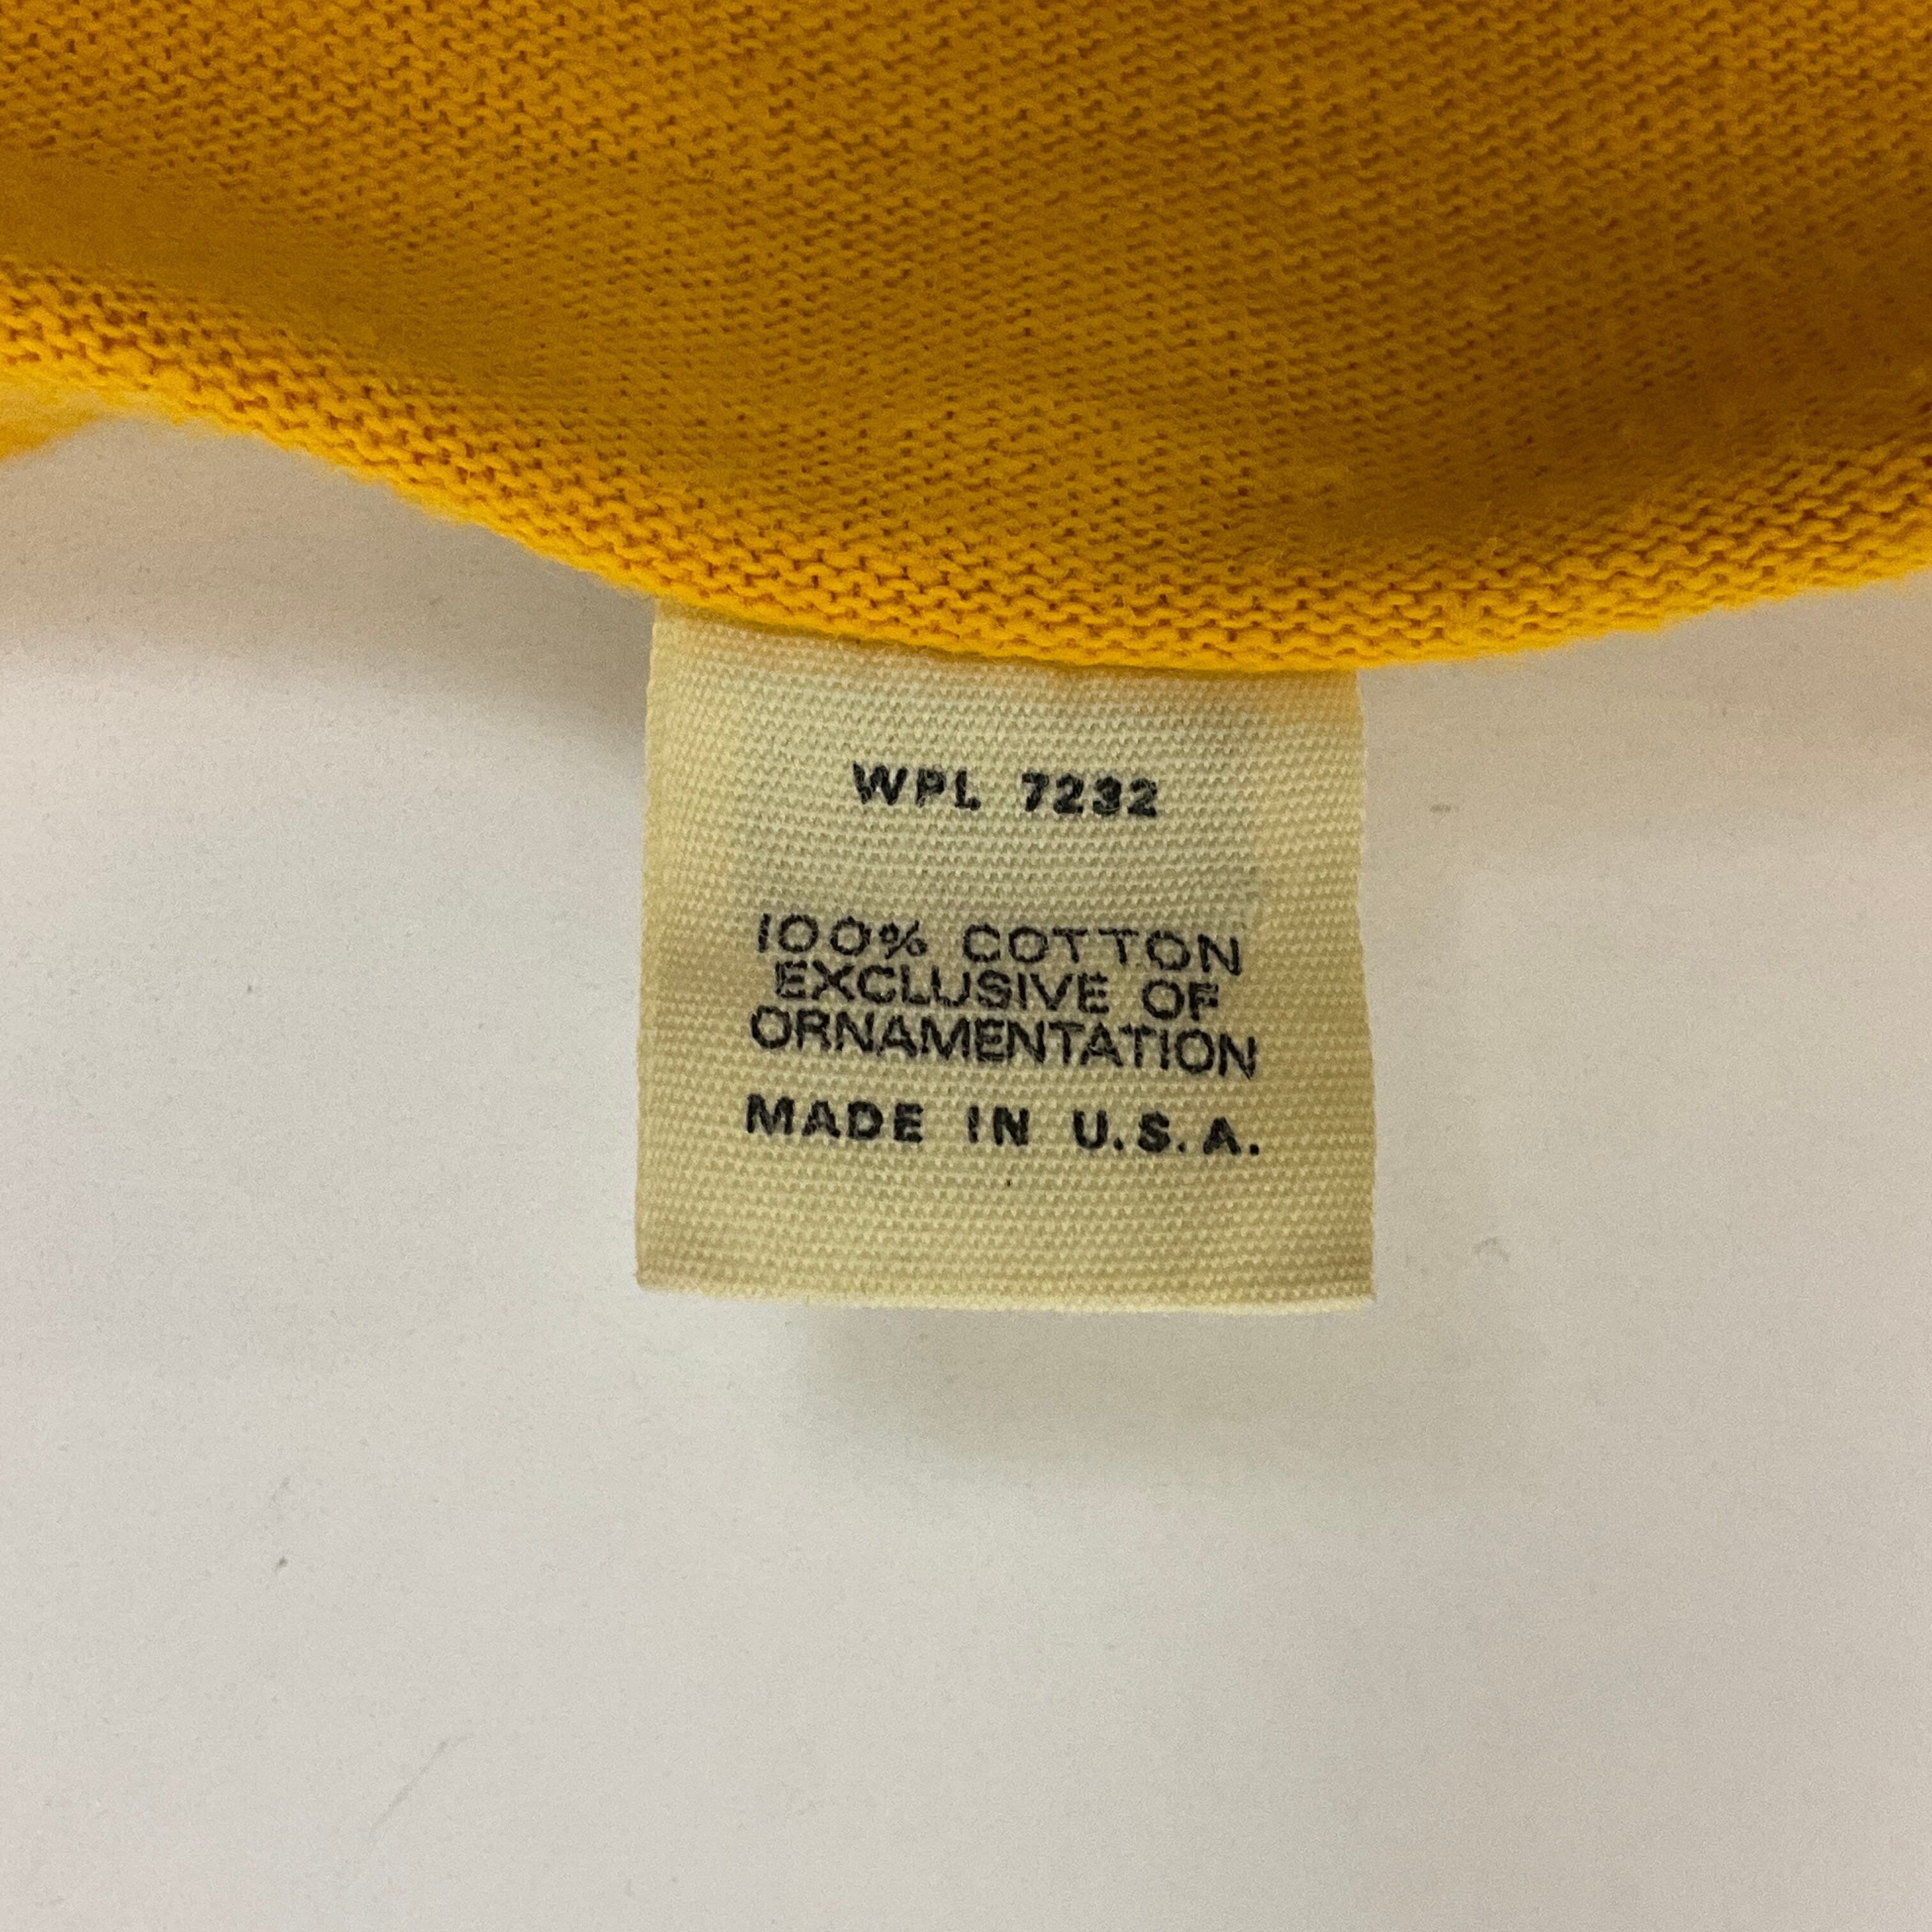 WPL 7232
100% COTTON
EXCLUSIVE OF
ORNAMENTATION
MADE IN U.S.A.